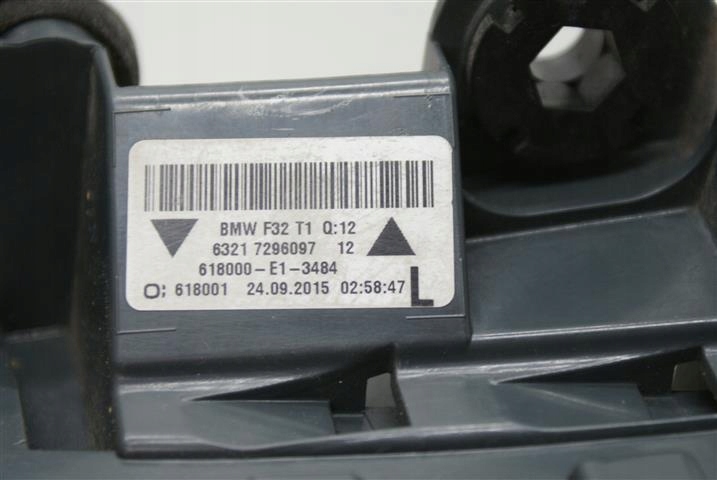 BMW F32 T1 Q:12
6321 7296097 12
618000-E1-3484
O; 618001 24.09.2015 02:58:47 L